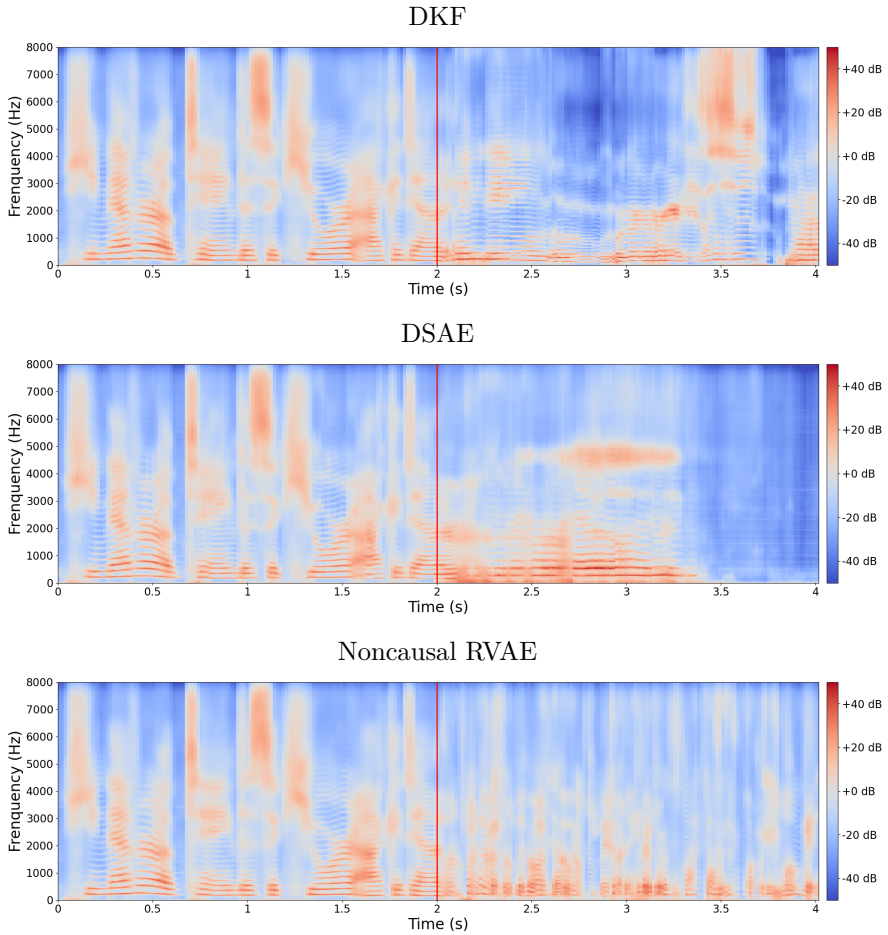 DKF
8000
7000
6000
5000
4000
3000
2000
1000
0
Frenquency (Hz)
0 0.5 1 1.5 2 2.5 3 3.5 4
Time (s)
+40 dB
+20 dB
+0 dB
-20 dB
-40 dB
DSAE
8000
7000
6000
5000
4000
3000
2000
1000
0
Frenquency (Hz)
0 0.5 1 1.5 2 2.5 3 3.5 4
Time (s)
+40 dB
+20 dB
+0 dB
-20 dB
-40 dB
Noncausal RVAE
8000
7000
6000
5000
4000
3000
2000
1000
0
Frenquency (Hz)
0 0.5 1 1.5 2 2.5 3 3.5 4
Time (s)
+40 dB
+20 dB
+0 dB
-20 dB
-40 dB